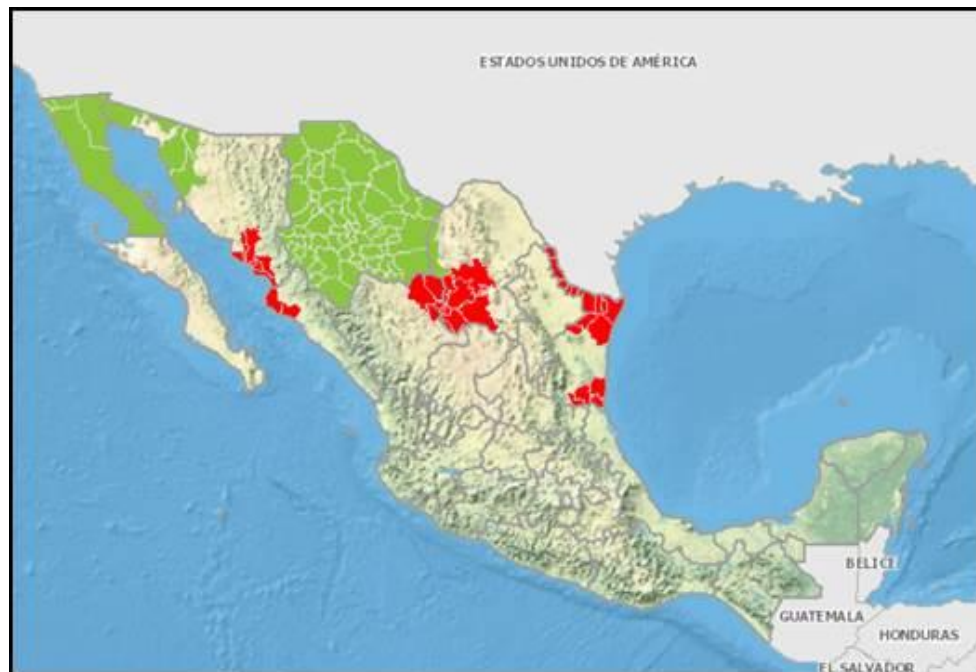 ESTADOS UNIDOS DE AMÉRICA
BELICE
GUATEMALA
HONDURAS
EL SALVADOR